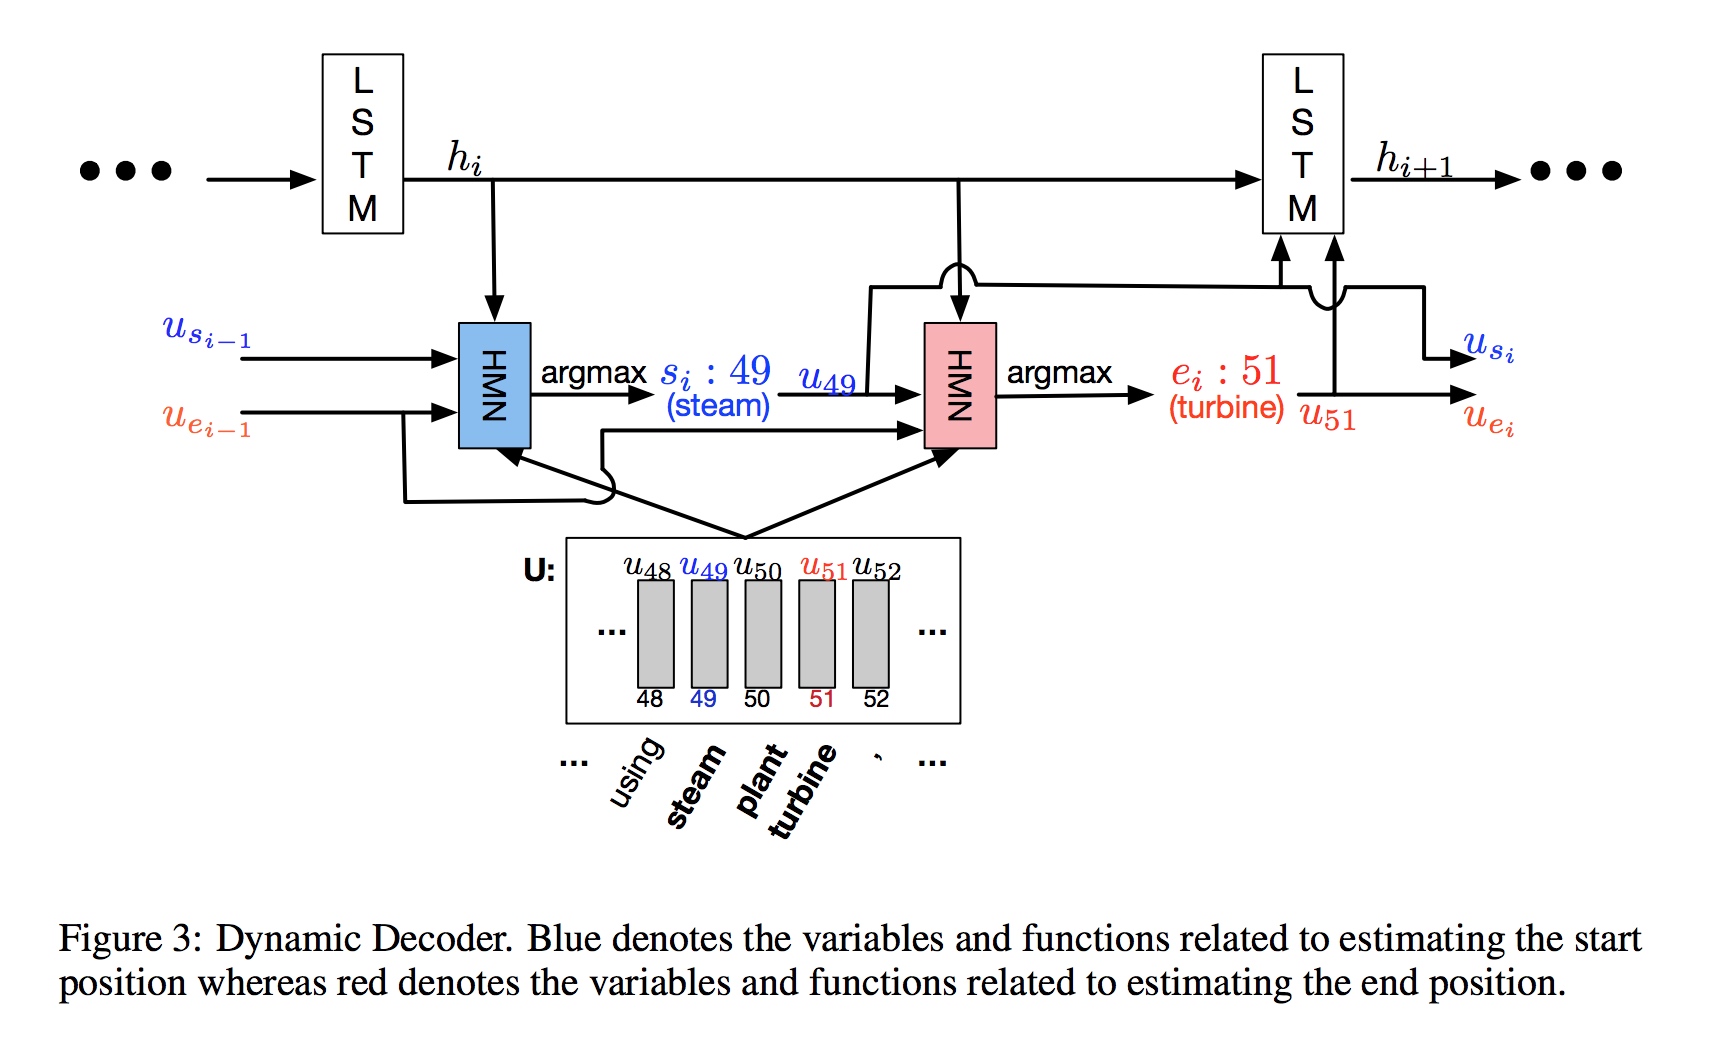 LSTM
LSTM
h_i
h_{i+1}
u_{s_{i-1}}
u_{e_{i-1}}
HMN
argmax
s_i : 49
(steam)
u_{49}
HMN
argmax
e_i : 51
(turbine)
u_{51}
u_{s_i}
u_{e_i}
U:
u_{48} u_{49} u_{50} u_{51} u_{52}
... ...
48 49 50 51 52
... using steam plant turbine , ...
Figure 3: Dynamic Decoder. Blue denotes the variables and functions related to estimating the start
position whereas red denotes the variables and functions related to estimating the end position.